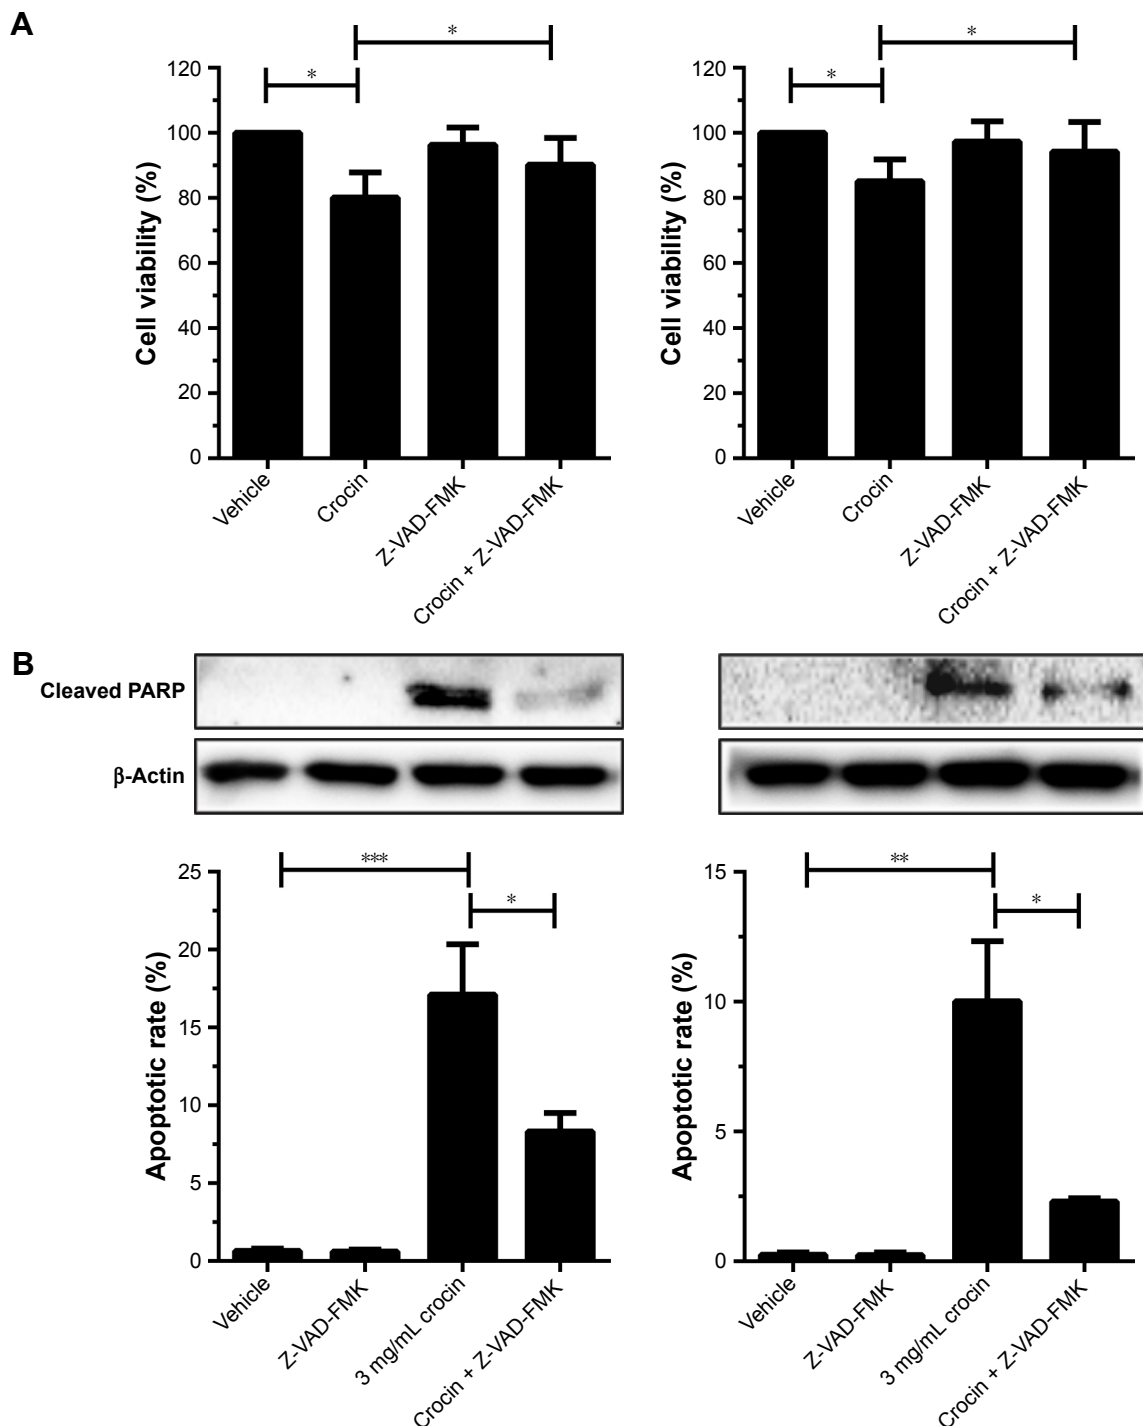 A
*
*
120
100
80
60
40
20
0
Cell viability (%)
Vehicle
Crocin
Z-VAD-FMK
Crocin + Z-VAD-FMK
*
*
120
100
80
60
40
20
0
Cell viability (%)
Vehicle
Crocin
Z-VAD-FMK
Crocin + Z-VAD-FMK
B
Cleaved PARP
β-Actin
***
*
25
20
15
10
5
0
Apoptotic rate (%)
Vehicle
Z-VAD-FMK
3 mg/mL crocin
Crocin + Z-VAD-FMK
**
*
15
10
5
0
Apoptotic rate (%)
Vehicle
Z-VAD-FMK
3 mg/mL crocin
Crocin + Z-VAD-FMK